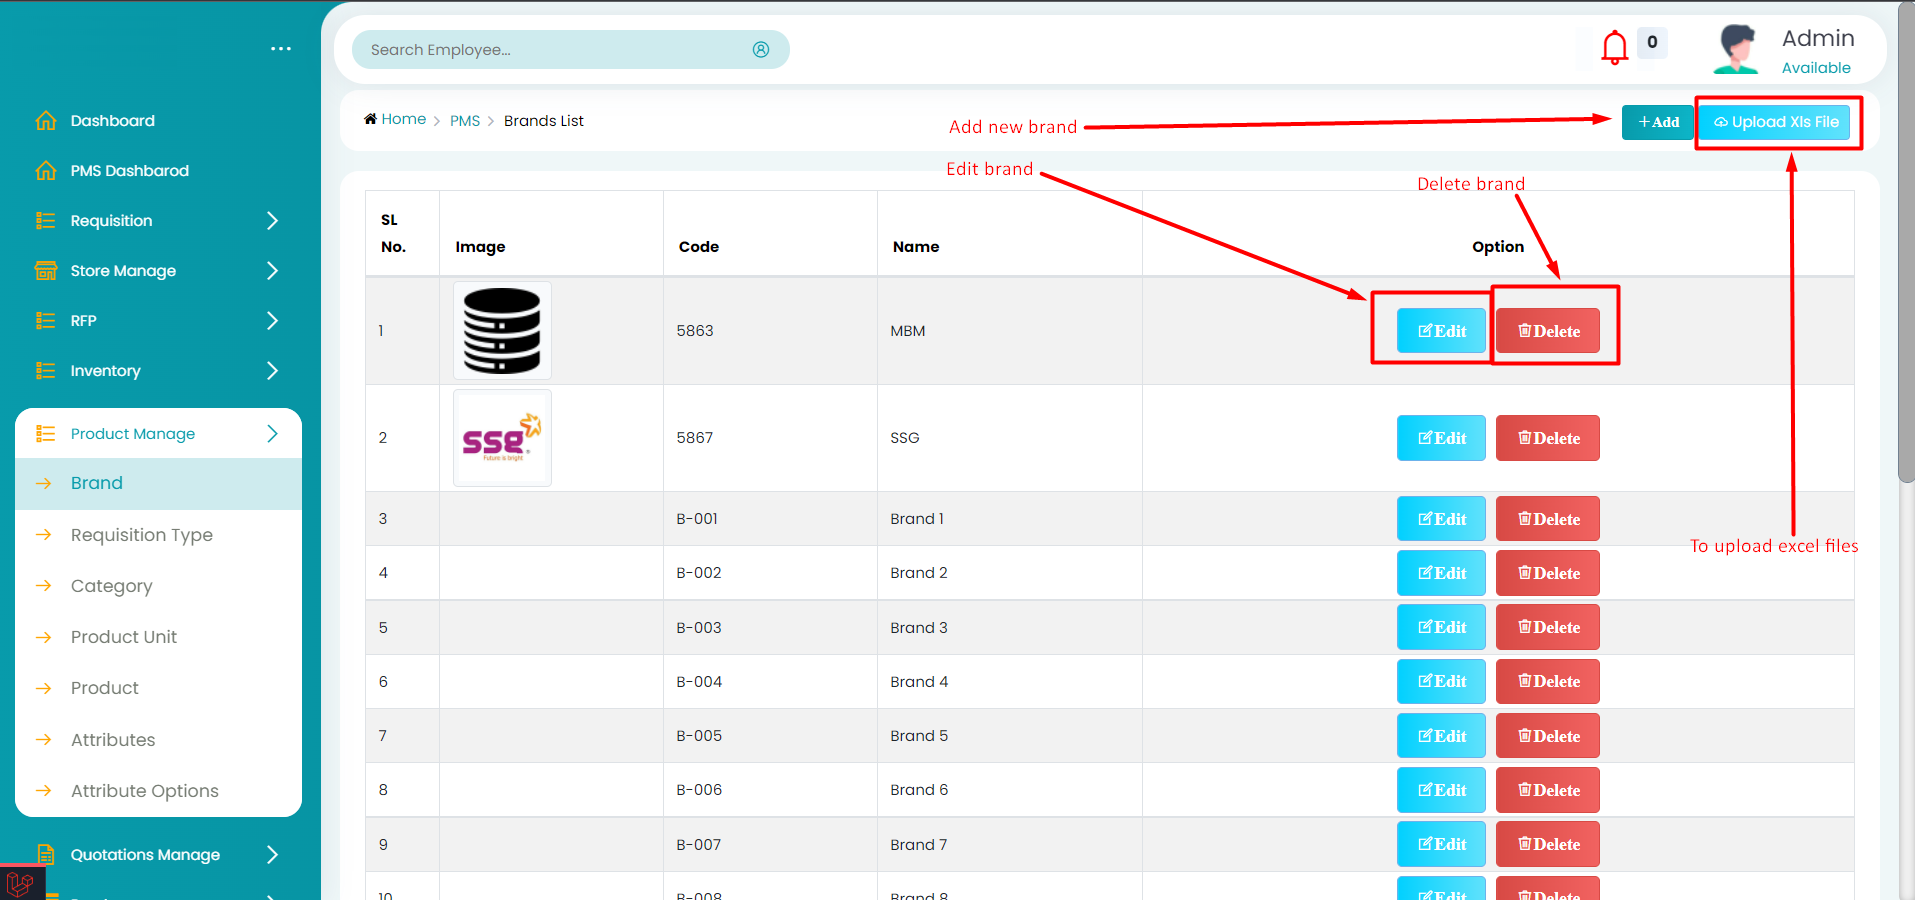 ...
Search Employee...
0
Admin
Available
Dashboard
PMS Dashbarod
Requisition
Store Manage
RFP
Inventory
Product Manage
Brand
Requisition Type
Category
Product Unit
Product
Attributes
Attribute Options
Quotations Manage
Home > PMS > Brands List
Add new brand
+Add
Upload Xls File
Edit brand
Delete brand
To upload excel files
SL No. Image Code Name Option
1 5863 MBM Edit Delete
ssg
Future is bright
2 5867 SSG Edit Delete
3 B-001 Brand 1 Edit Delete
4 B-002 Brand 2 Edit Delete
5 B-003 Brand 3 Edit Delete
6 B-004 Brand 4 Edit Delete
7 B-005 Brand 5 Edit Delete
8 B-006 Brand 6 Edit Delete
9 B-007 Brand 7 Edit Delete
10 B-008 Brand 8 Edit Delete